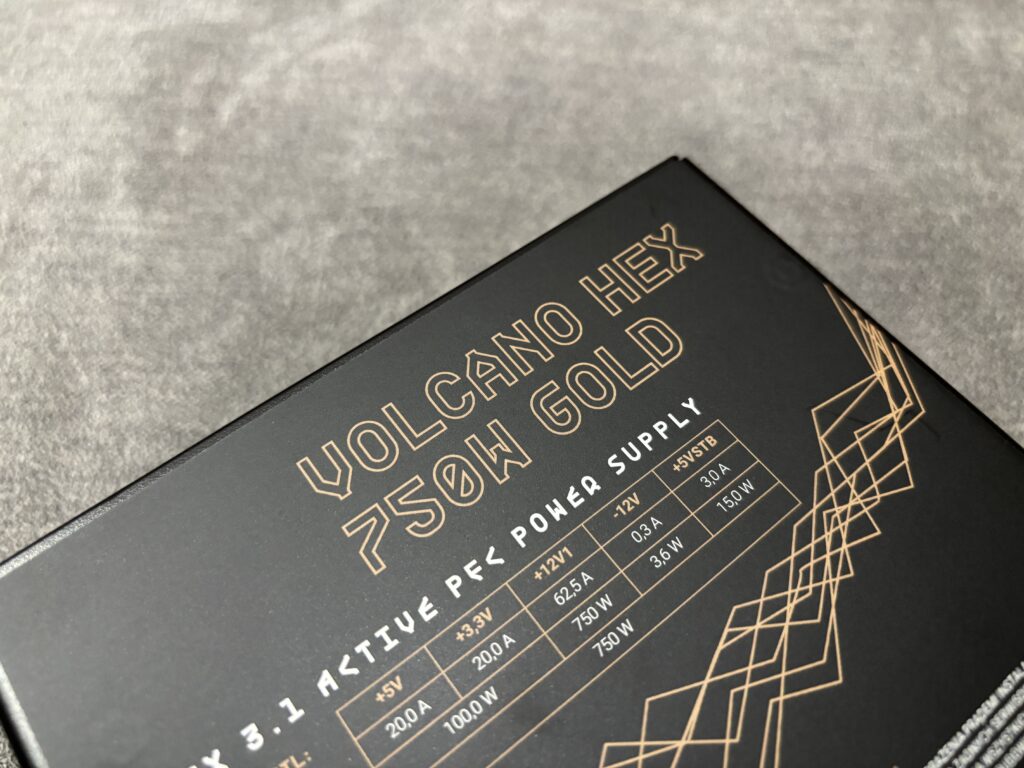 VOLCANO HEX
750W GOLD
X 3.1 ACTIVE PFC POWER SUPPLY
+5V +3,3V +12V1 -12V +5VSTB
20,0 A 20,0 A 62,5 A 0,3 A 3,0 A
TL: 100,0 W 750 W 3,6 W 15,0 W
750 W